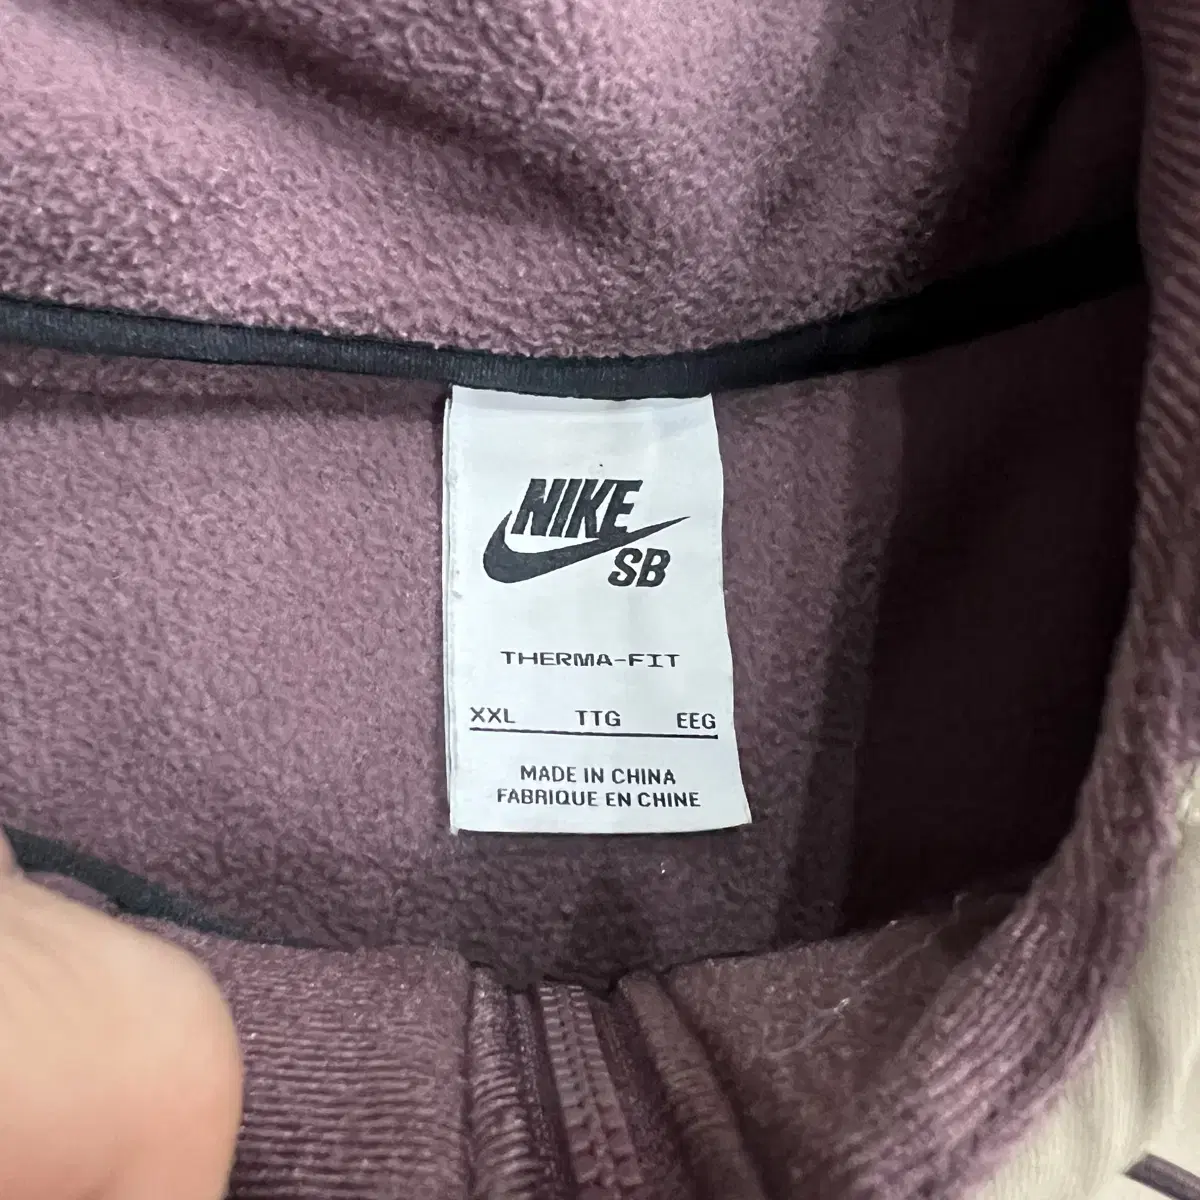 NIKE
SB
THERMA-FIT
XXL TTG EEG
MADE IN CHINA
FABRIQUE EN CHINE